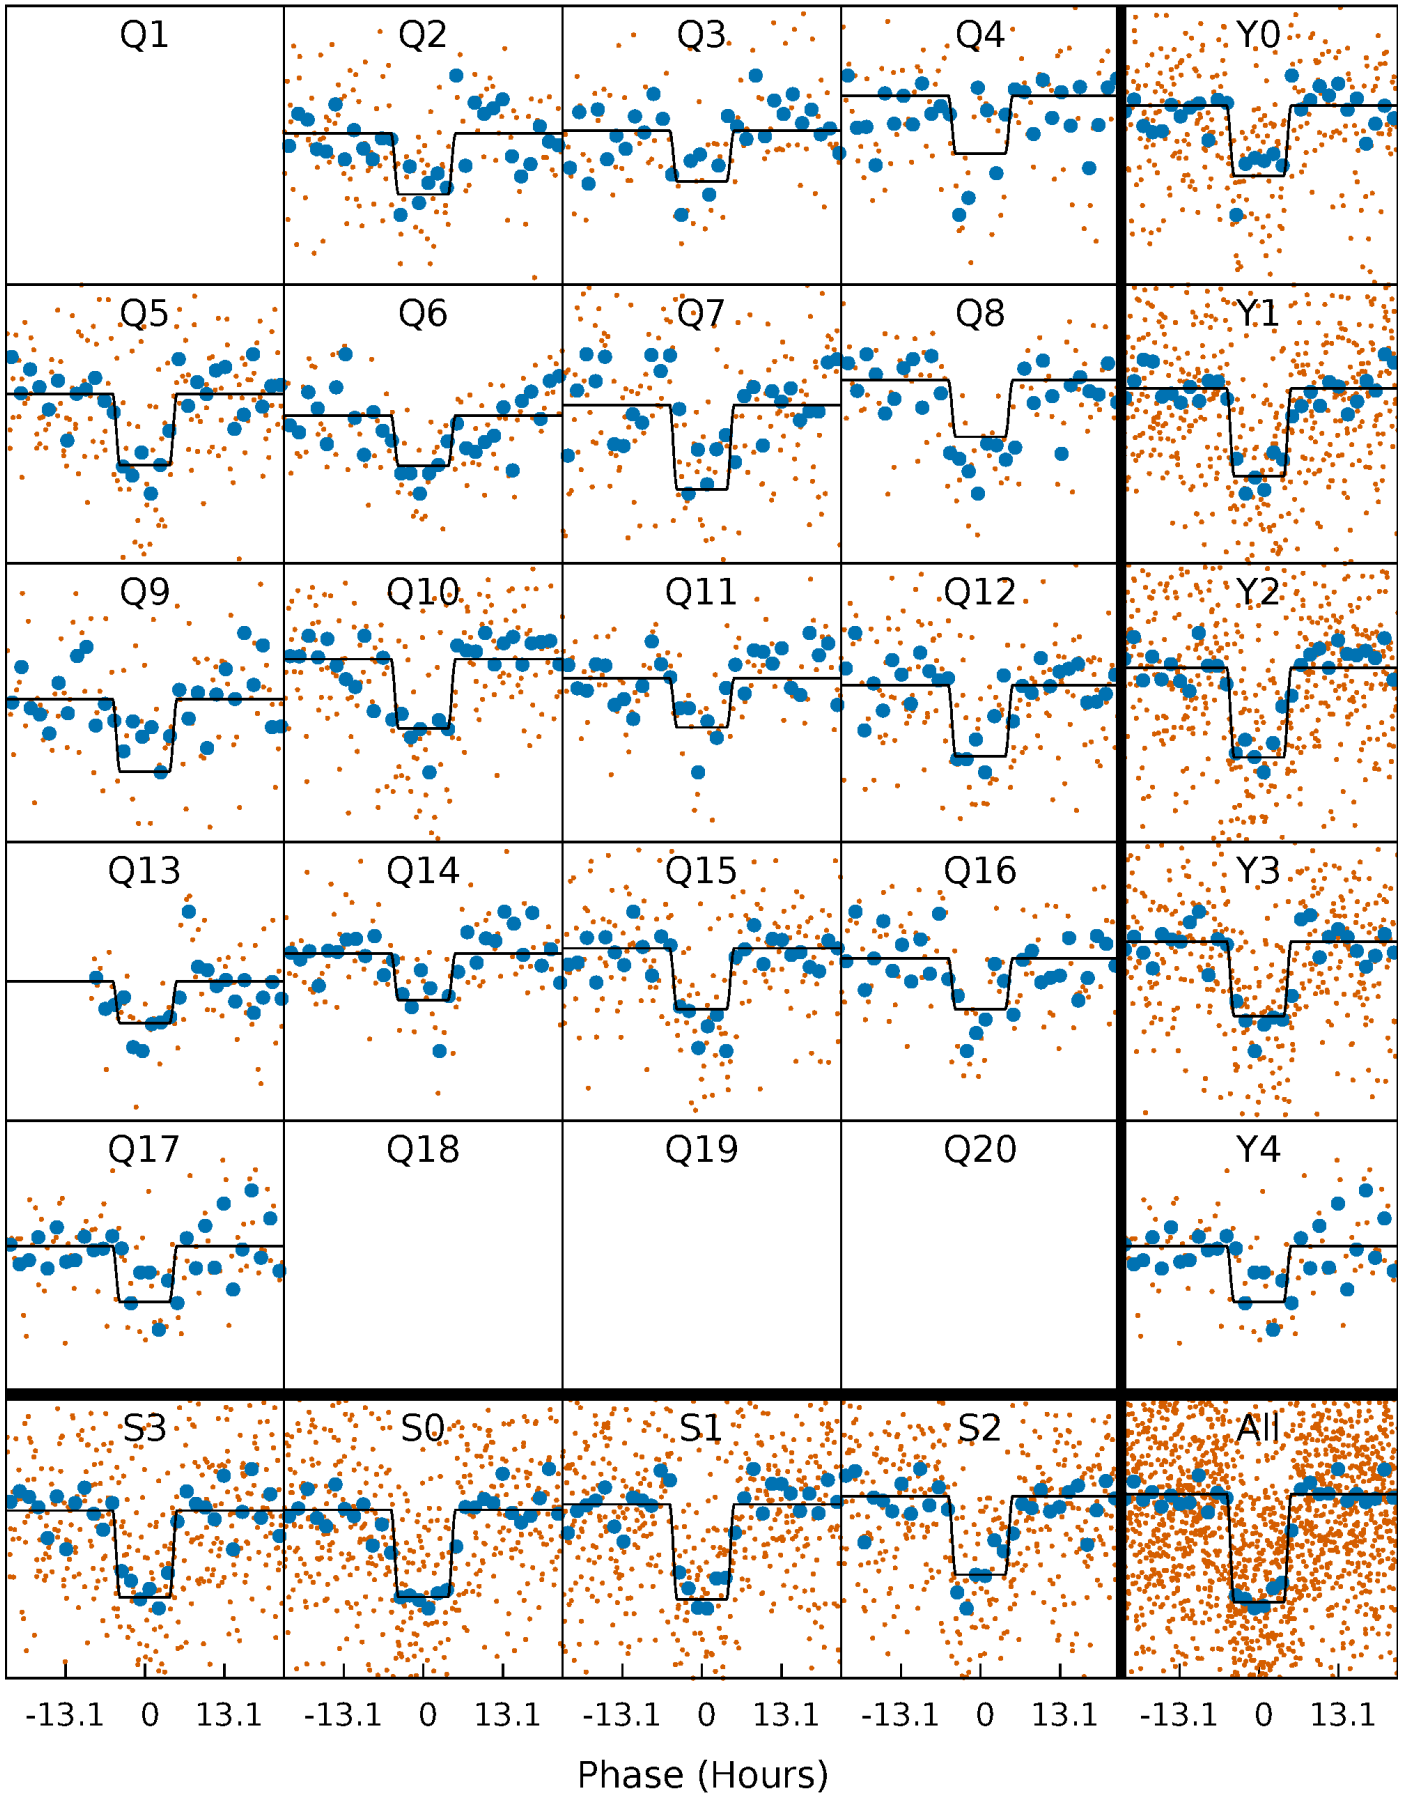 Q1 Q2 Q3 Q4 Y0
Q5 Q6 Q7 Q8 Y1
Q9 Q10 Q11 Q12 Y2
Q13 Q14 Q15 Q16 Y3
Q17 Q18 Q19 Q20 Y4
S3 S0 S1 S2 All
-13.1 0 13.1 -13.1 0 13.1 -13.1 0 13.1 -13.1 0 13.1 -13.1 0 13.1
Phase (Hours)